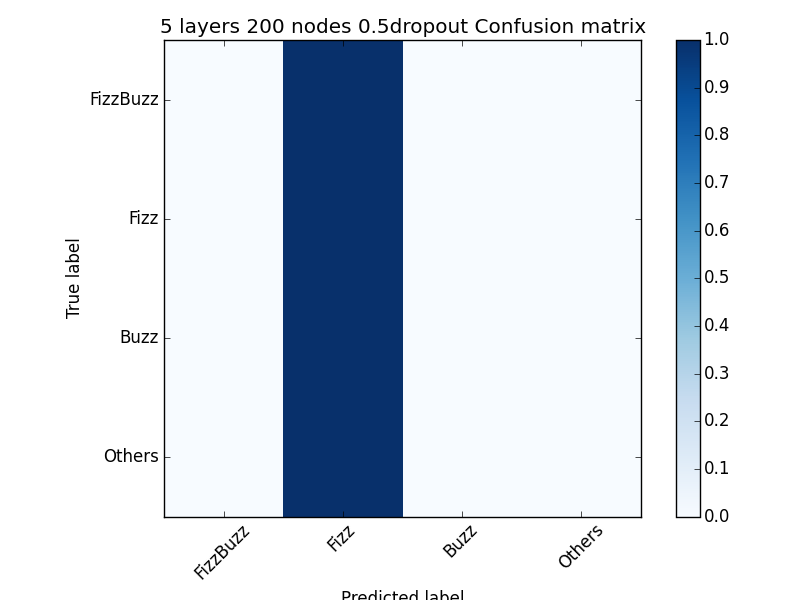 5 layers 200 nodes 0.5dropout Confusion matrix
FizzBuzz
Fizz
Buzz
Others
True label
FizzBuzz
Fizz
Buzz
Others
Predicted label
1.0
0.9
0.8
0.7
0.6
0.5
0.4
0.3
0.2
0.1
0.0